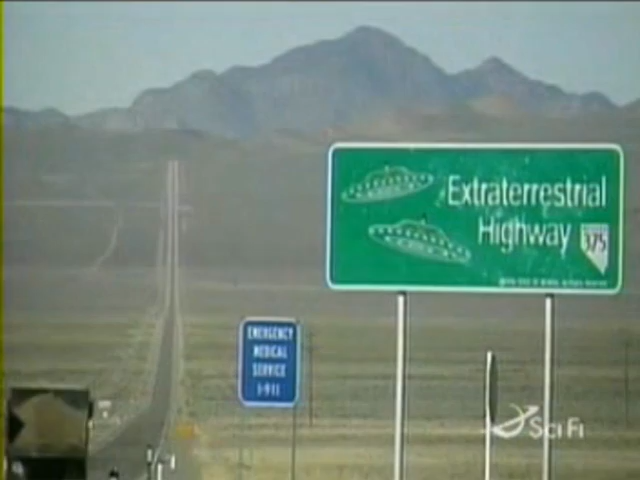 Extraterrestrial
Highway
375
EMERGENCY
MEDICAL
SERVICE
1-911
SCI FI